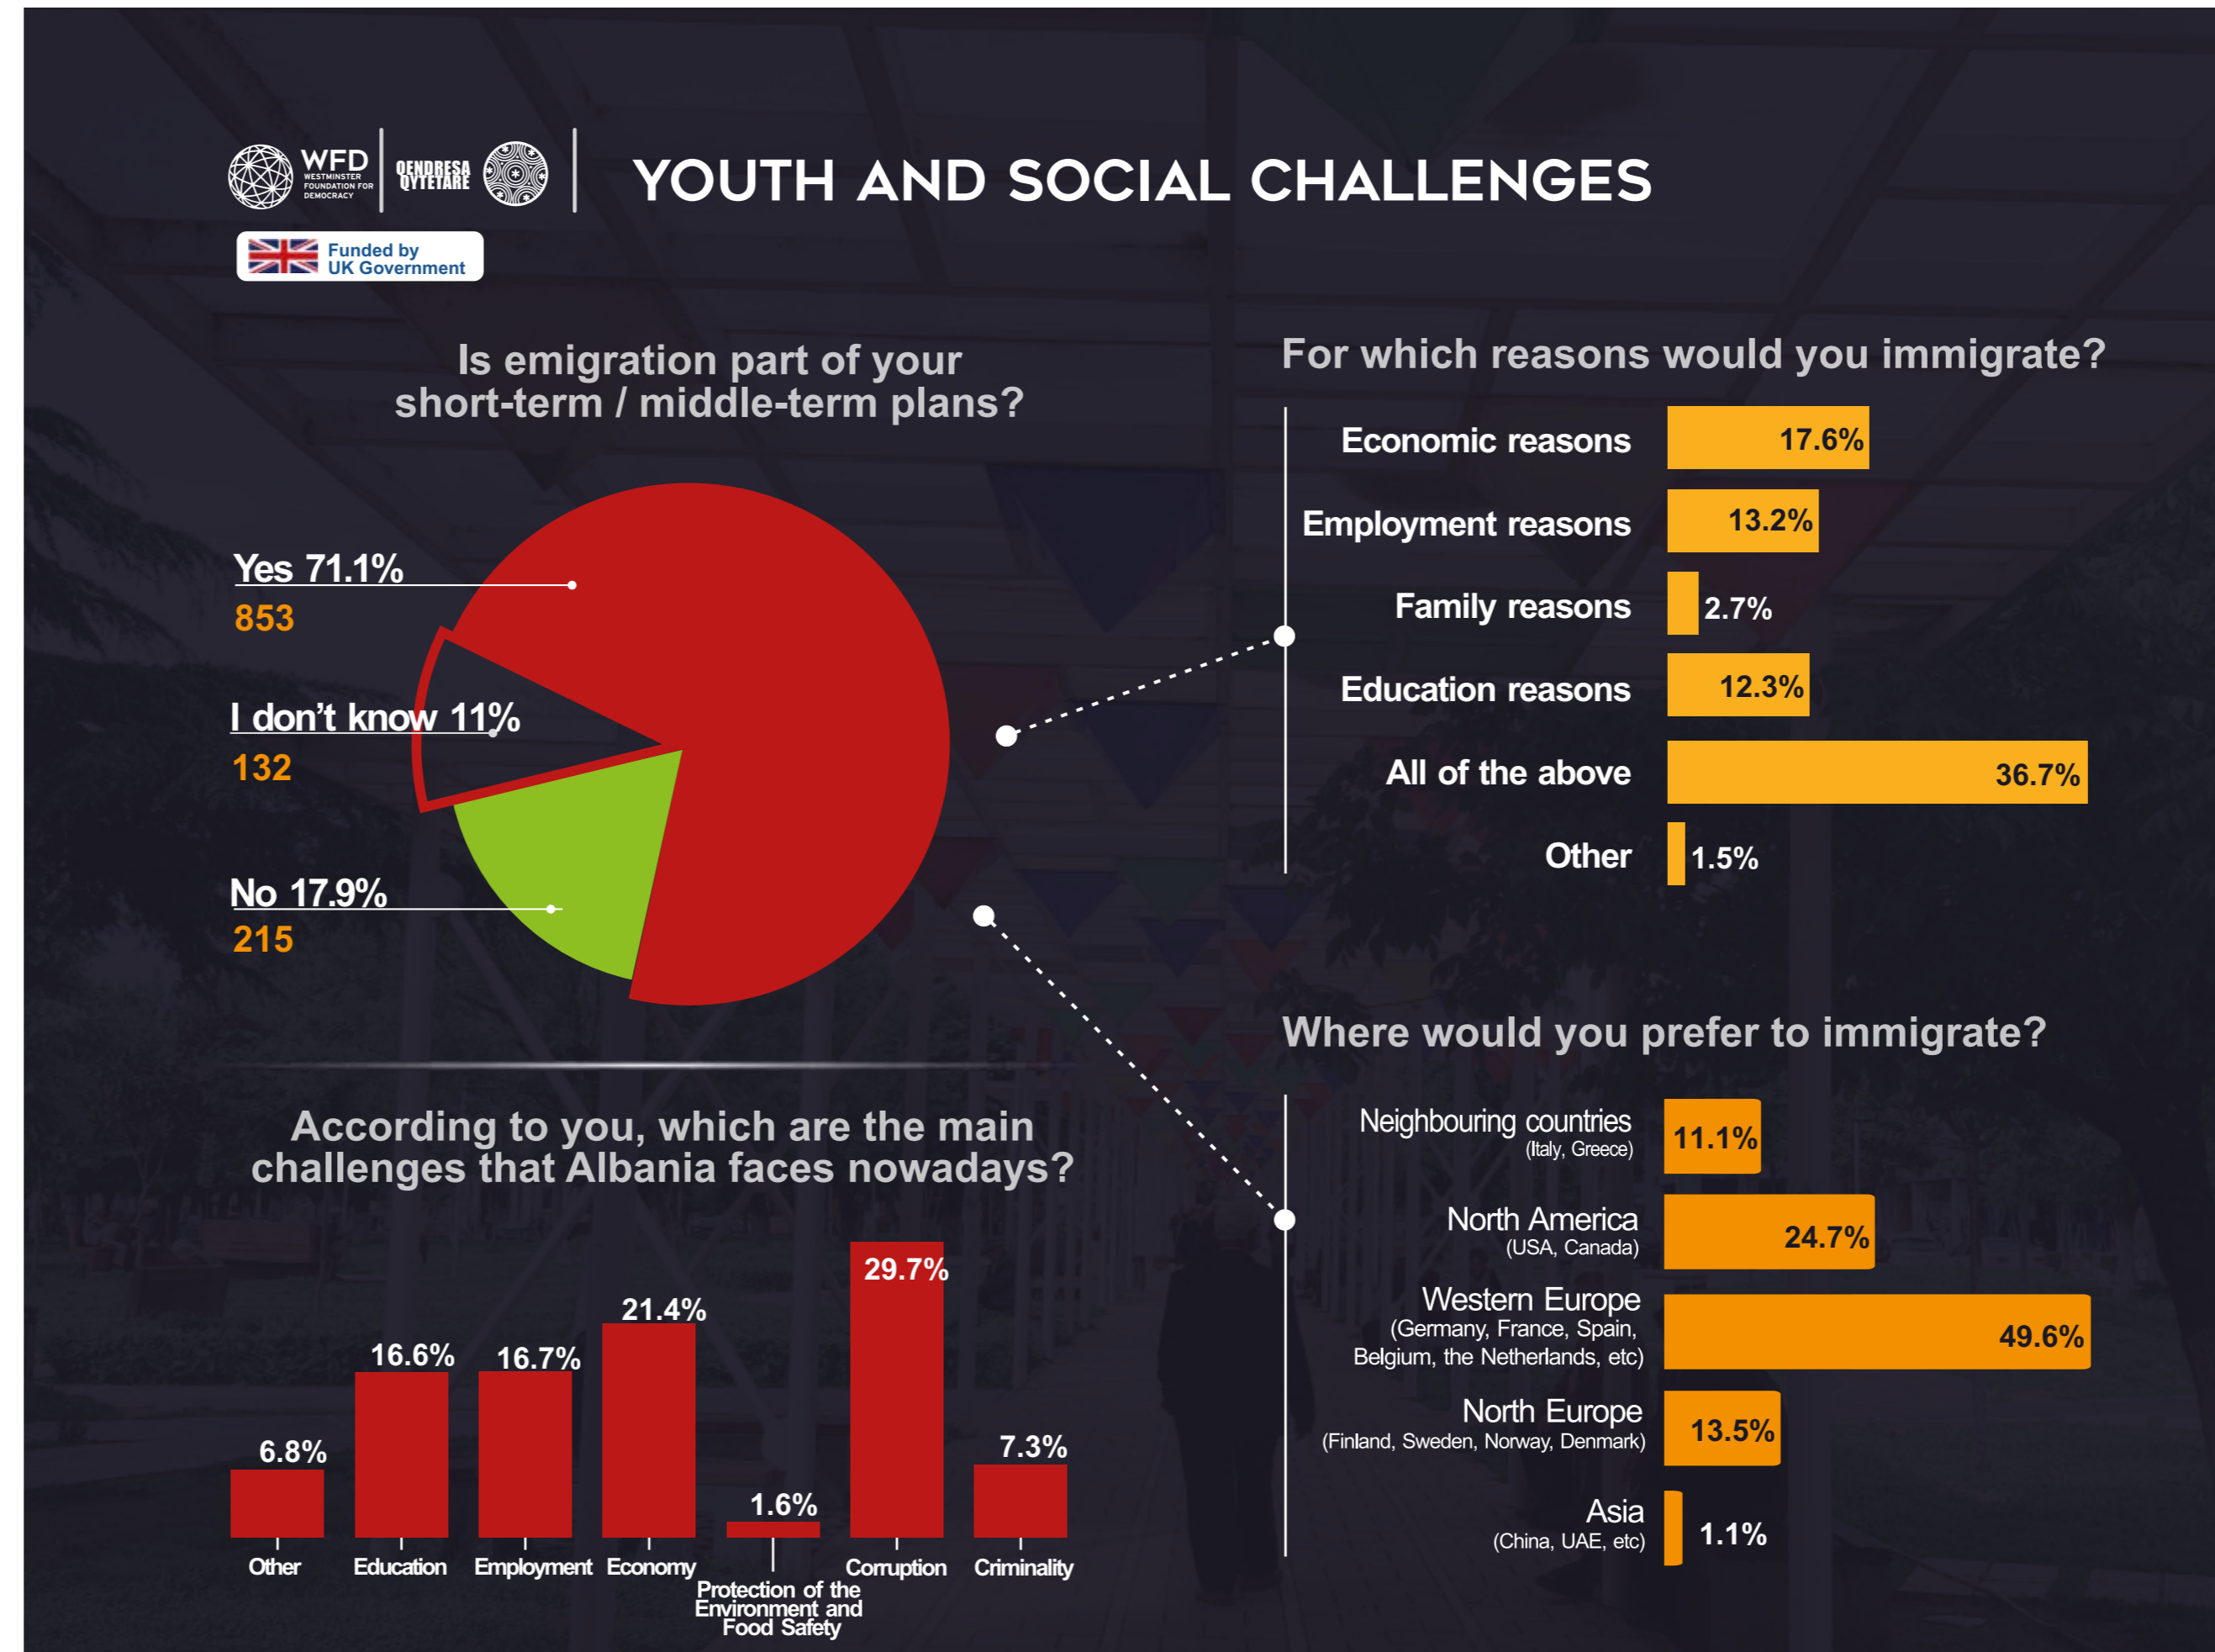 WFD
WESTMINSTER
FOUNDATION FOR
DEMOCRACY
QENDRESA
QYTETARE
YOUTH AND SOCIAL CHALLENGES
Funded by
UK Government
Is emigration part of your
short-term / middle-term plans?
Yes 71.1%
853
I don't know 11%
132
No 17.9%
215
For which reasons would you immigrate?
Economic reasons 17.6%
Employment reasons 13.2%
Family reasons 2.7%
Education reasons 12.3%
All of the above 36.7%
Other 1.5%
According to you, which are the main
challenges that Albania faces nowadays?
6.8%
16.6%
16.7%
21.4%
1.6%
29.7%
7.3%
Other
Education
Employment
Economy
Protection of the
Environment and
Food Safety
Corruption
Criminality
Where would you prefer to immigrate?
Neighbouring countries
(Italy, Greece)
11.1%
North America
(USA, Canada)
24.7%
Western Europe
(Germany, France, Spain,
Belgium, the Netherlands, etc)
49.6%
North Europe
(Finland, Sweden, Norway, Denmark)
13.5%
Asia
(China, UAE, etc)
1.1%